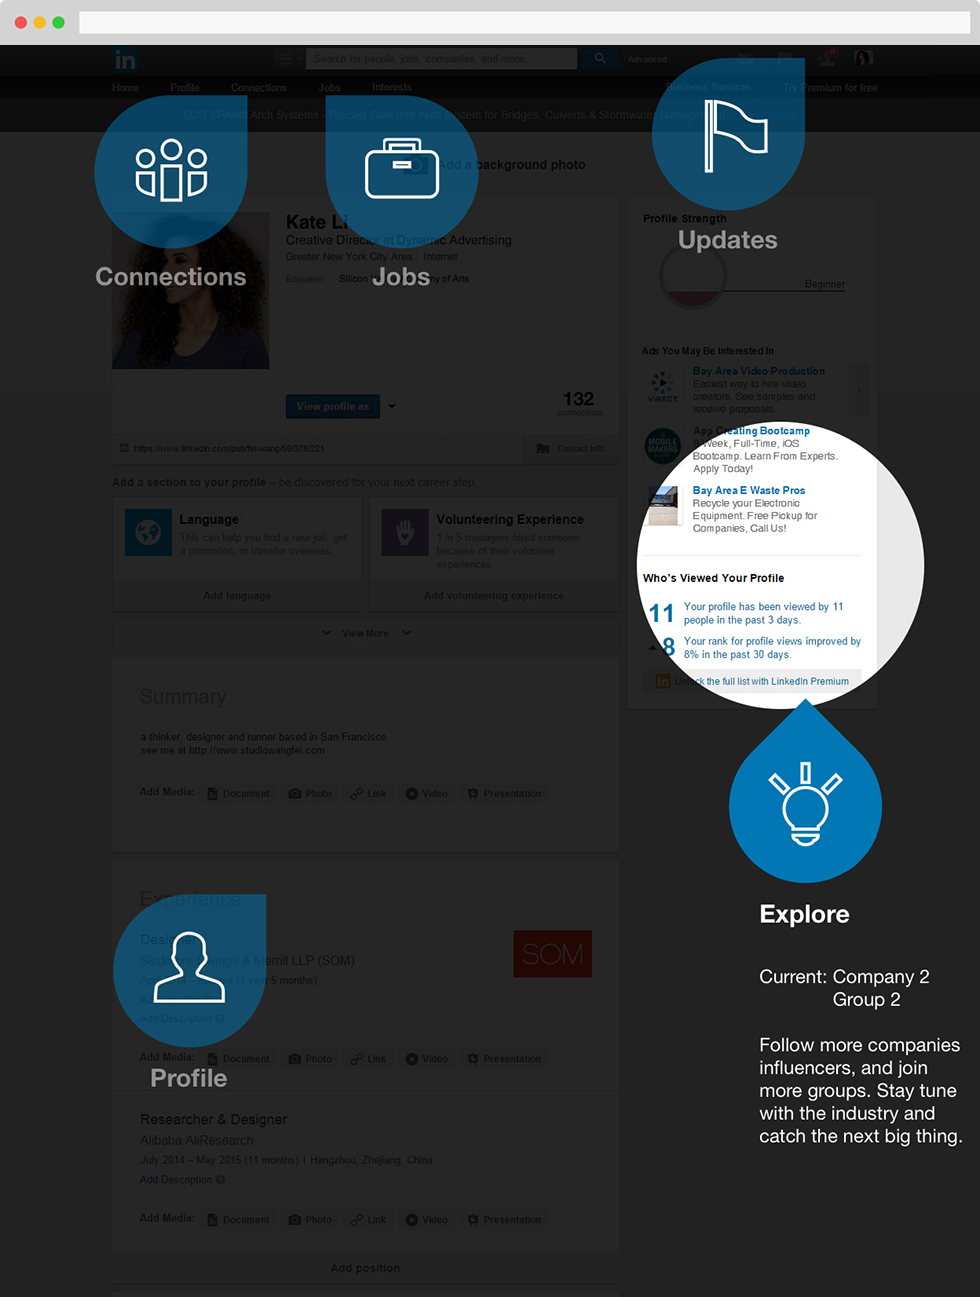 in
Search for people, jobs, companies, and more...
Advanced
Home Profile Connections Jobs Interests
Business Services Try Premium for free
Arch Systems - Precast Concrete Arch System for Bridges, Culverts & Stormwater
Add a background photo
Connections
Jobs
Updates
Kate LI
Creative Director at Dynamic Advertising
Greater New York City Area | Internet
Education Silicon of Arts
View profile as
132
connections
https://www.linkedin.com/pub/fei-wang/50/378/221
Contact Info
Add a section to your profile – be discovered for your next career step
Language
This can help you find a new job, get
a promotion, or transfer overseas
Add language
Volunteering Experience
1 in 5 managers hired someone
because of their volunteer
experiences.
Add volunteering experience
View More
Summary
a thinker, designer and runner based in San Francisco.
see me at http://www.studiowangfei.com
Add Media: Document Photo Link Video Presentation
Experience
Designer
Merrill LLP (SOM)
(1 year 5 months)
Add Description
SOM
Add Media: Document Photo Link Video Presentation
Profile
Researcher & Designer
Alibaba AliResearch
July 2014 – May 2015 (11 months) | Hangzhou, Zhejiang, China
Add Description
Add Media: Document Photo Link Video Presentation
Add position
Profile Strength
Beginner
Ads You May Be Interested In
VIRECT
Bay Area Video Production
Easiest way to hire video
creators. See samples and
receive proposals.
MOBILE
MAKERS
App Creating Bootcamp
8 Week, Full-Time, iOS
Bootcamp. Learn From Experts.
Apply Today!
Bay Area E Waste Pros
Recycle your Electronic
Equipment. Free Pickup for
Companies, Call Us!
Who's Viewed Your Profile
11 Your profile has been viewed by 11
people in the past 3 days.
8 Your rank for profile views improved by
8% in the past 30 days.
in Unlock the full list with LinkedIn Premium
Explore
Current: Company 2
Group 2
Follow more companies
influencers, and join
more groups. Stay tune
with the industry and
catch the next big thing.